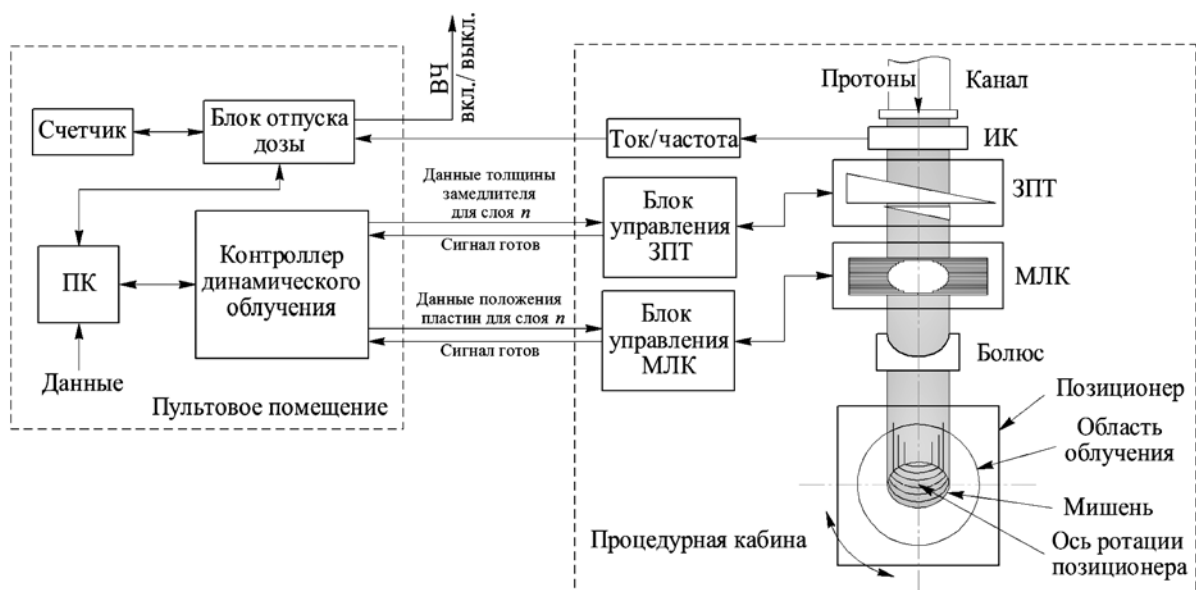 ВЧ
вкл./ выкл.
Счетчик
Блок отпуска
дозы
ПК
Данные
Контроллер
динамического
облучения
Пультовое помещение
Данные толщины
замедлителя
для слоя n
Сигнал готов
Данные положения
пластин для слоя n
Сигнал готов
Ток/частота
Блок
управления
ЗПТ
Блок
управления
МЛК
Протоны
Канал
ИК
ЗПТ
МЛК
Болюс
Позиционер
Область
облучения
Мишень
Ось ротации
позиционера
Процедурная кабина